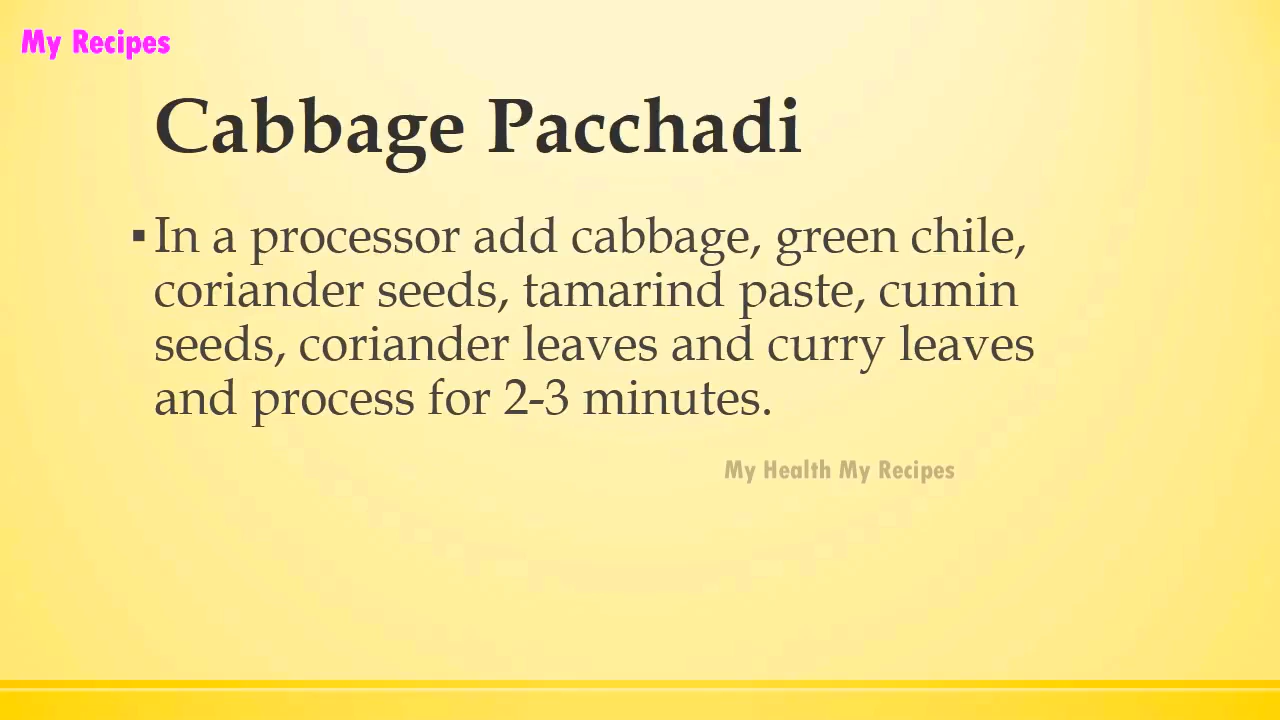 My Recipes
Cabbage Pacchadi
▪ In a processor add cabbage, green chile,
coriander seeds, tamarind paste, cumin
seeds, coriander leaves and curry leaves
and process for 2-3 minutes.
My Health My Recipes